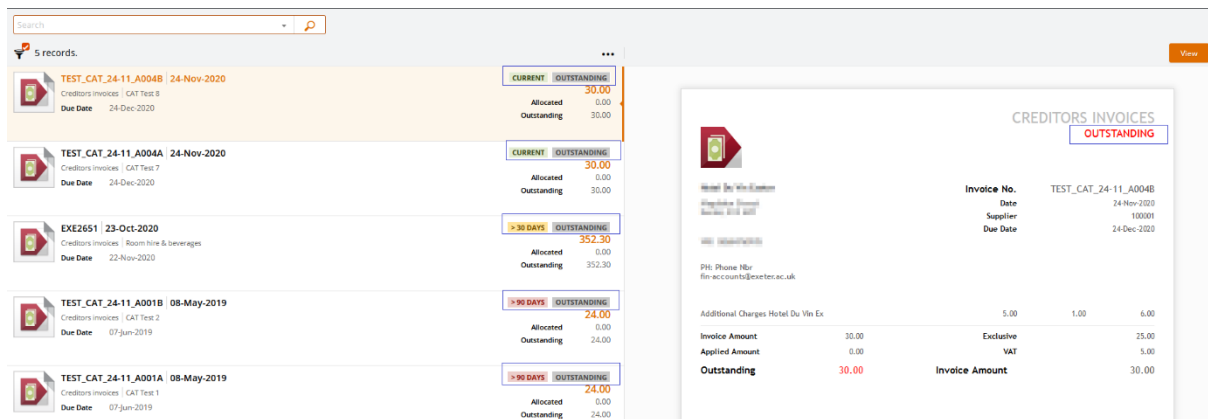 Search
5 records.
•••
View
TEST_CAT_24-11_A004B | 24-Nov-2020
CURRENT OUTSTANDING
Creditors invoices | CAT Test 8
30.00
Due Date 24-Dec-2020
Allocated 0.00
Outstanding 30.00
TEST_CAT_24-11_A004A | 24-Nov-2020
CURRENT OUTSTANDING
Creditors invoices | CAT Test 7
30.00
Due Date 24-Dec-2020
Allocated 0.00
Outstanding 30.00
EXE2651 | 23-Oct-2020
> 30 DAYS OUTSTANDING
Creditors invoices | Room hire & beverages
352.30
Due Date 22-Nov-2020
Allocated 0.00
Outstanding 352.30
TEST_CAT_24-11_A001B | 08-May-2019
> 90 DAYS OUTSTANDING
Creditors invoices | CAT Test 2
24.00
Due Date 07-Jun-2019
Allocated 0.00
Outstanding 24.00
TEST_CAT_24-11_A001A | 08-May-2019
> 90 DAYS OUTSTANDING
Creditors invoices | CAT Test 1
24.00
Due Date 07-Jun-2019
Allocated 0.00
Outstanding 24.00
CREDITORS INVOICES
OUTSTANDING
Invoice No. TEST_CAT_24-11_A004B
Date 24-Nov-2020
Supplier 100001
Due Date 24-Dec-2020
PH: Phone Nbr
fin-accounts@exeter.ac.uk
Additional Charges Hotel Du Vin Ex 5.00 1.00 6.00
Invoice Amount 30.00 Exclusive 25.00
Applied Amount 0.00 VAT 5.00
Outstanding 30.00 Invoice Amount 30.00